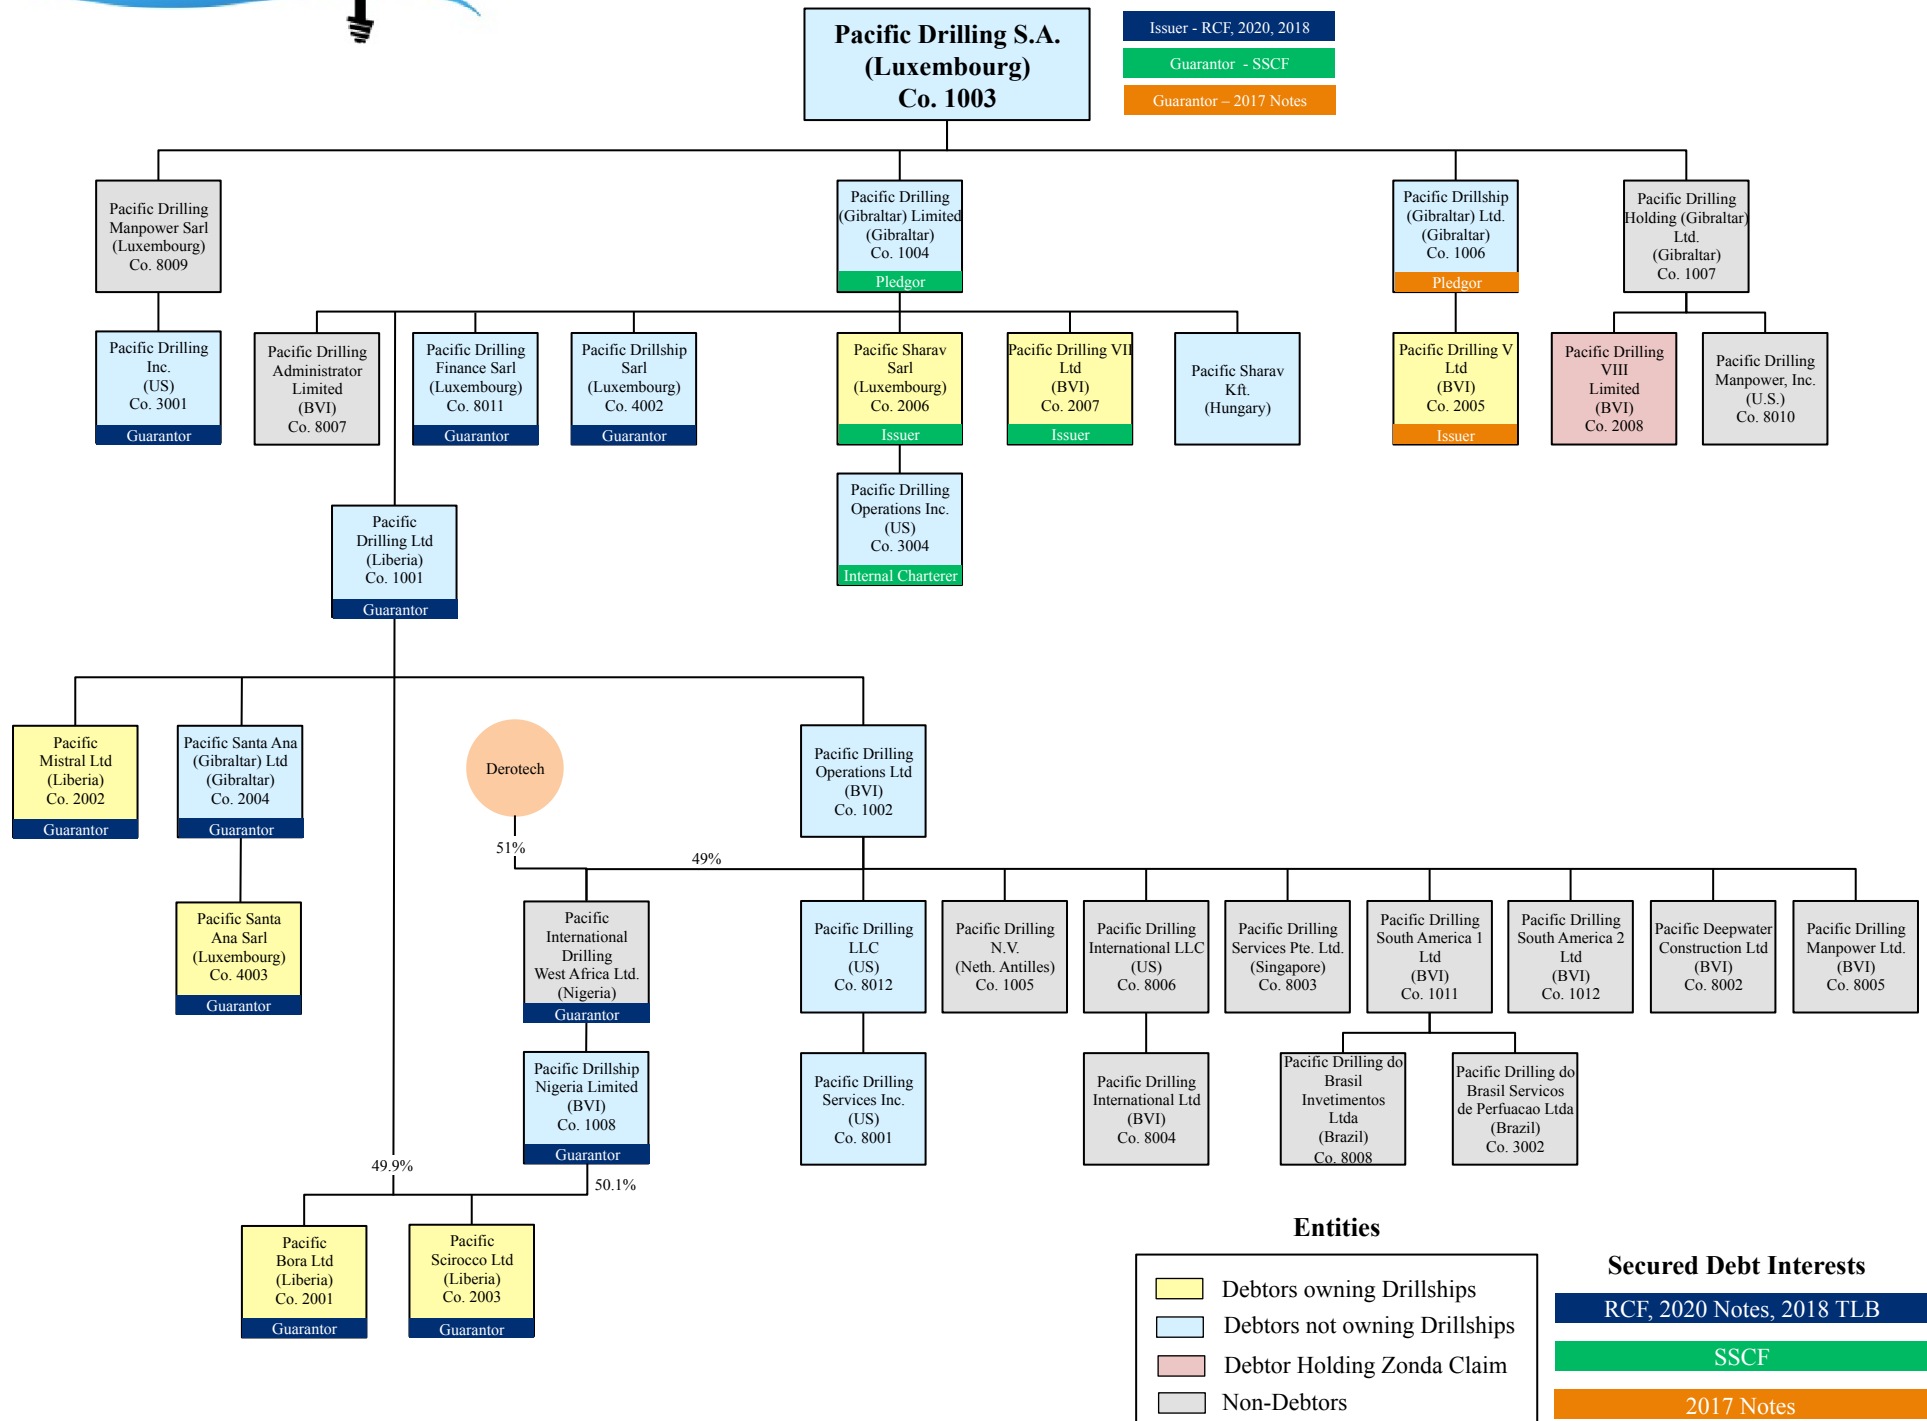 Pacific Drilling S.A.
(Luxembourg)
Co. 1003
Issuer - RCF, 2020, 2018
Guarantor - SSCF
Guarantor – 2017 Notes
Pacific Drilling
Manpower Sarl
(Luxembourg)
Co. 8009
Pacific Drilling
(Gibraltar) Limited
(Gibraltar)
Co. 1004
Pledgor
Pacific Drillship
(Gibraltar) Ltd.
(Gibraltar)
Co. 1006
Pledgor
Pacific Drilling
Holding (Gibraltar)
Ltd.
(Gibraltar)
Co. 1007
Pacific Drilling
Inc.
(US)
Co. 3001
Guarantor
Pacific Drilling
Administrator
Limited
(BVI)
Co. 8007
Pacific Drilling
Finance Sarl
(Luxembourg)
Co. 8011
Guarantor
Pacific Drillship
Sarl
(Luxembourg)
Co. 4002
Guarantor
Pacific Sharav
Sarl
(Luxembourg)
Co. 2006
Issuer
Pacific Drilling VII
Ltd
(BVI)
Co. 2007
Issuer
Pacific Sharav
Kft.
(Hungary)
Pacific Drilling V
Ltd
(BVI)
Co. 2005
Issuer
Pacific Drilling
VIII
Limited
(BVI)
Co. 2008
Pacific Drilling
Manpower, Inc.
(U.S.)
Co. 8010
Pacific Drilling
Operations Inc.
(US)
Co. 3004
Internal Charterer
Pacific
Drilling Ltd
(Liberia)
Co. 1001
Guarantor
Pacific
Mistral Ltd
(Liberia)
Co. 2002
Guarantor
Pacific Santa Ana
(Gibraltar) Ltd
(Gibraltar)
Co. 2004
Guarantor
Derotech
Pacific Drilling
Operations Ltd
(BVI)
Co. 1002
51%
49%
Pacific Santa
Ana Sarl
(Luxembourg)
Co. 4003
Guarantor
Pacific
International
Drilling
West Africa Ltd.
(Nigeria)
Guarantor
Pacific Drilling
LLC
(US)
Co. 8012
Pacific Drilling
N.V.
(Neth. Antilles)
Co. 1005
Pacific Drilling
International LLC
(US)
Co. 8006
Pacific Drilling
Services Pte. Ltd.
(Singapore)
Co. 8003
Pacific Drilling
South America 1
Ltd
(BVI)
Co. 1011
Pacific Drilling
South America 2
Ltd
(BVI)
Co. 1012
Pacific Deepwater
Construction Ltd
(BVI)
Co. 8002
Pacific Drilling
Manpower Ltd.
(BVI)
Co. 8005
Pacific Drillship
Nigeria Limited
(BVI)
Co. 1008
Guarantor
Pacific Drilling
Services Inc.
(US)
Co. 8001
Pacific Drilling
International Ltd
(BVI)
Co. 8004
Pacific Drilling do
Brasil
Invetimentos
Ltda
(Brazil)
Co. 8008
Pacific Drilling do
Brasil Servicos
de Perfuacao Ltda
(Brazil)
Co. 3002
49.9%
50.1%
Pacific
Bora Ltd
(Liberia)
Co. 2001
Guarantor
Pacific
Scirocco Ltd
(Liberia)
Co. 2003
Guarantor
Entities
Debtors owning Drillships
Debtors not owning Drillships
Debtor Holding Zonda Claim
Non-Debtors
Secured Debt Interests
RCF, 2020 Notes, 2018 TLB
SSCF
2017 Notes